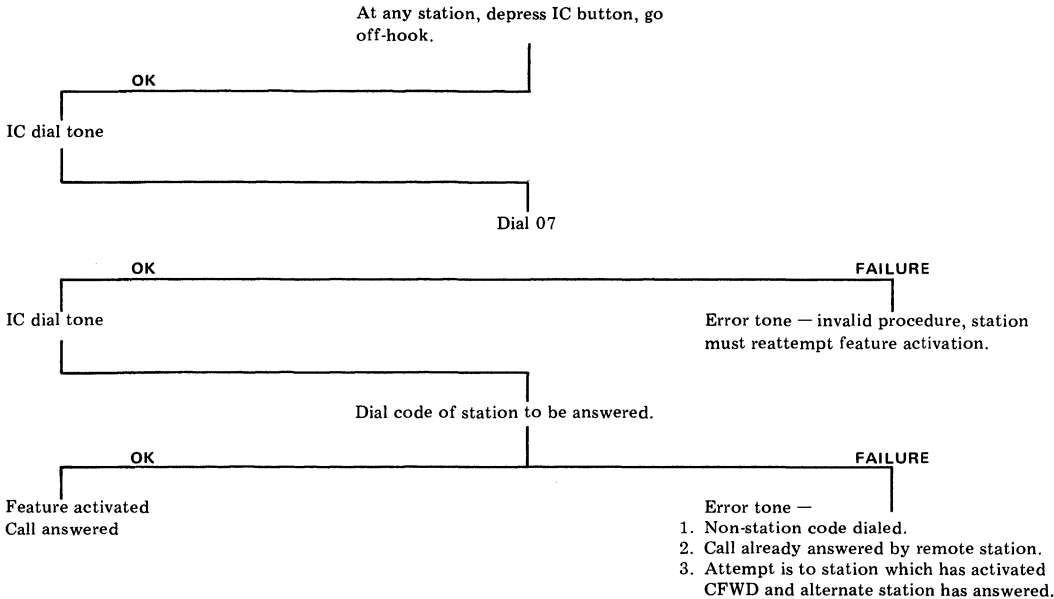 At any station, depress IC button, go
off-hook.
OK
IC dial tone
Dial 07
OK
FAILURE
IC dial tone
Error tone — invalid procedure, station
must reattempt feature activation.
Dial code of station to be answered.
OK
FAILURE
Feature activated
Call answered
Error tone —
1. Non-station code dialed.
2. Call already answered by remote station.
3. Attempt is to station which has activated
CFWD and alternate station has answered.